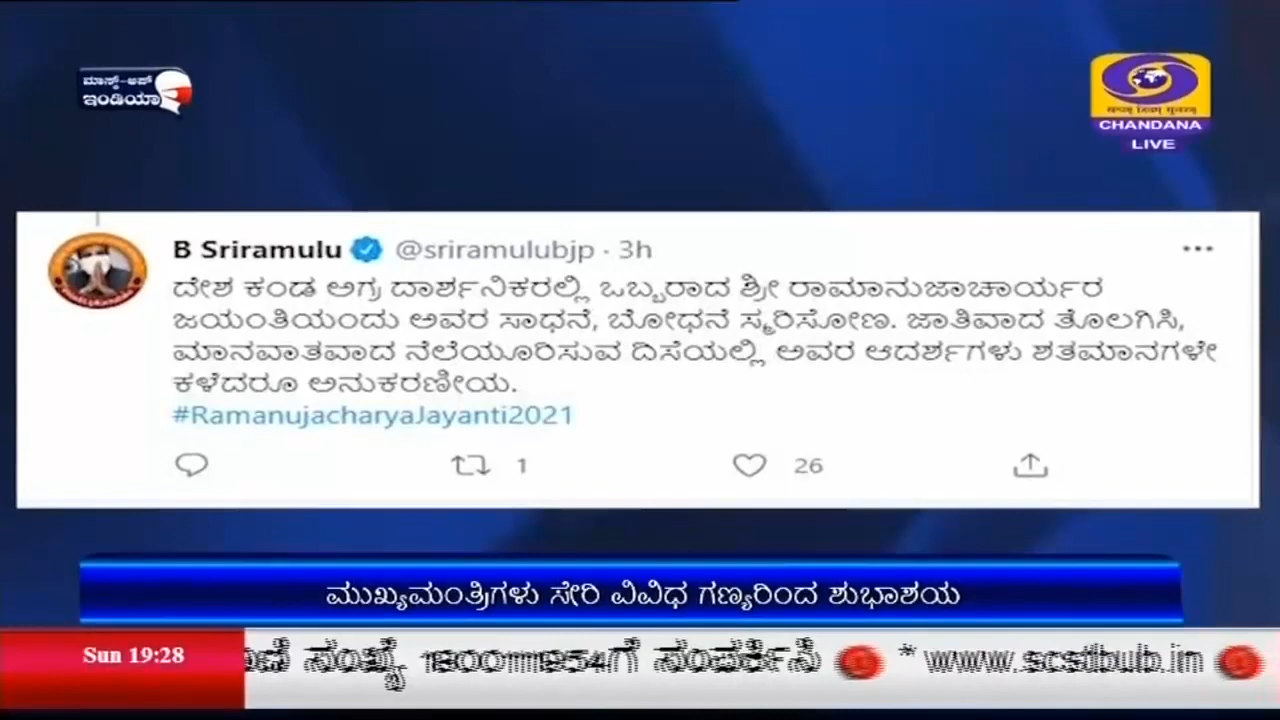 ಮಾಸ್ಕ್-ಅಪ್
ಇಂಡಿಯಾ
CHANDANA
LIVE
B Sriramulu @sriramulubjp · 3h
ದೇಶ ಕಂಡ ಅಗ್ರ ದಾರ್ಶನಿಕರಲ್ಲಿ ಒಬ್ಬರಾದ ಶ್ರೀ ರಾಮಾನುಜಾಚಾರ್ಯರ
ಜಯಂತಿಯಂದು ಅವರ ಸಾಧನೆ, ಬೋಧನೆ ಸ್ಮರಿಸೋಣ. ಜಾತಿವಾದ ತೊಲಗಿಸಿ,
ಮಾನವಾತವಾದ ನೆಲೆಯೂರಿಸುವ ದಿಸೆಯಲ್ಲಿ ಅವರ ಆದರ್ಶಗಳು ಶತಮಾನಗಳೇ
ಕಳೆದರೂ ಅನುಕರಣೀಯ.
#RamanujacharyaJayanti2021
1 26
ಮುಖ್ಯಮಂತ್ರಿಗಳು ಸೇರಿ ವಿವಿಧ ಗಣ್ಯರಿಂದ ಶುಭಾಶಯ
Sun 19:28 ಸಂಖ್ಯೆ ಸಂಪರ್ಕಿಸಿ *